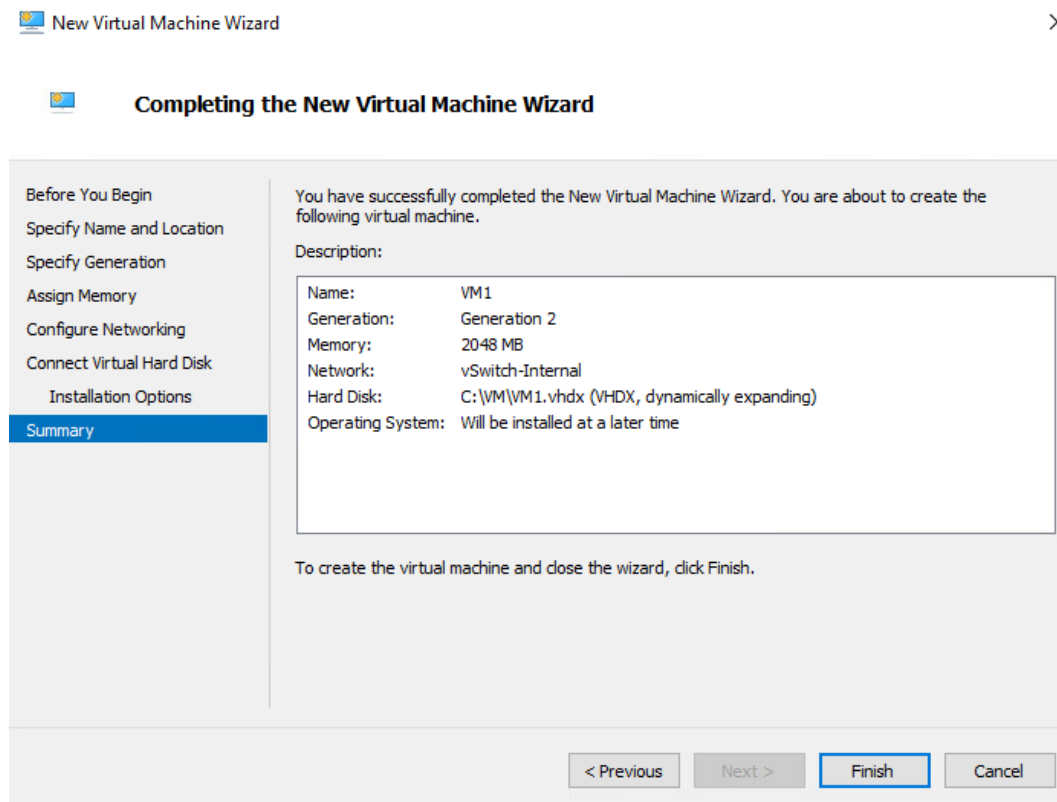 New Virtual Machine Wizard
Completing the New Virtual Machine Wizard
Before You Begin
Specify Name and Location
Specify Generation
Assign Memory
Configure Networking
Connect Virtual Hard Disk
Installation Options
Summary
You have successfully completed the New Virtual Machine Wizard. You are about to create the
following virtual machine.
Description:
Name: VM1
Generation: Generation 2
Memory: 2048 MB
Network: vSwitch-Internal
Hard Disk: C:\VM\VM1.vhdx (VHDX, dynamically expanding)
Operating System: Will be installed at a later time
To create the virtual machine and close the wizard, click Finish.
< Previous
Next >
Finish
Cancel